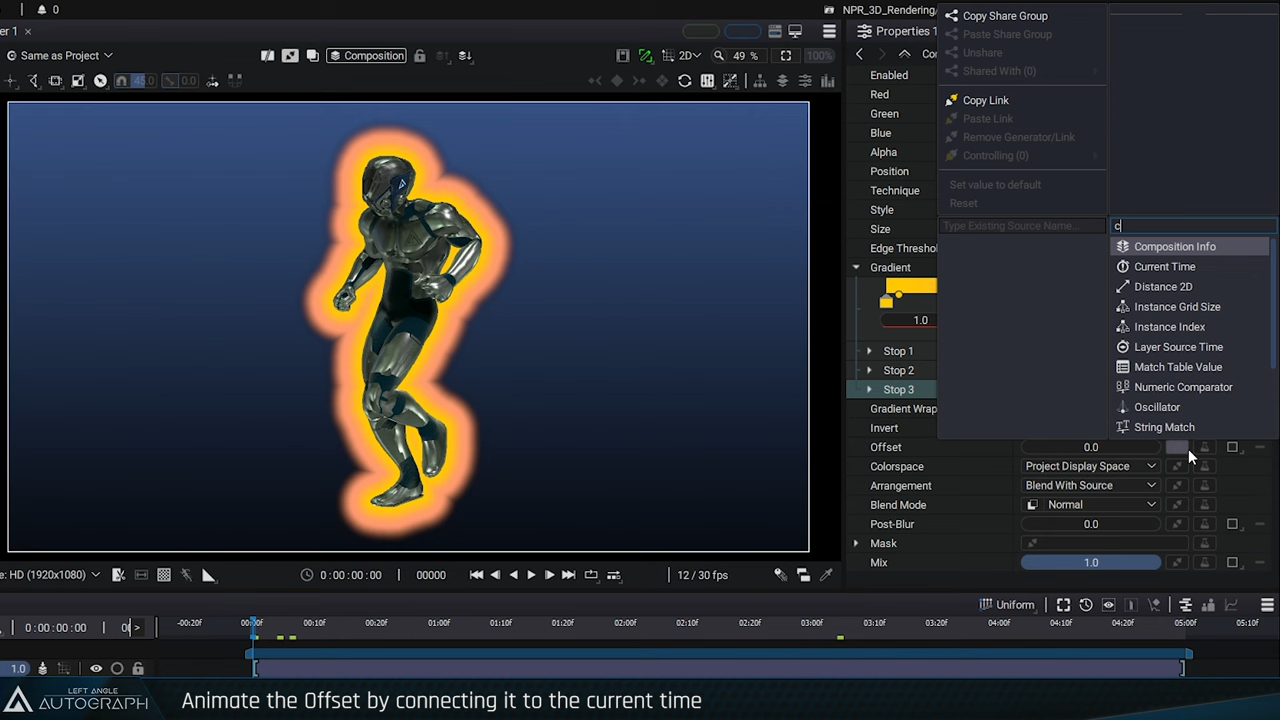 0
NPR_3D_Rendering/
er 1 ×
Same as Project
Composition
2D
49 %
100%
45.0
Properties 1
Co
Enabled
Red
Green
Blue
Alpha
Position
Technique
Style
Size
Edge Threshol
Gradient
1.0
Stop 1
Stop 2
Stop 3
Gradient Wrap
Invert
Offset 0.0
Colorspace Project Display Space
Arrangement Blend With Source
Blend Mode Normal
Post-Blur 0.0
Mask
Mix 1.0
Copy Share Group
Paste Share Group
Unshare
Shared With (0)
Copy Link
Paste Link
Remove Generator/Link
Controlling (0)
Set value to default
Reset
Type Existing Source Name...
c
Composition Info
Current Time
Distance 2D
Instance Grid Size
Instance Index
Layer Source Time
Match Table Value
Numeric Comparator
Oscillator
String Match
e: HD (1920x1080)
0:00:00:00
00000
12 / 30 fps
Uniform
0:00:00:00
-00:20f 00:00f 00:10f 00:20f 01:00f 01:10f 01:20f 02:00f 02:10f 02:20f 03:00f 03:10f 03:20f 04:00f 04:10f 04:20f 05:00f 05:10f
1.0
LEFT ANGLE
AUTOGRAPH
Animate the Offset by connecting it to the current time